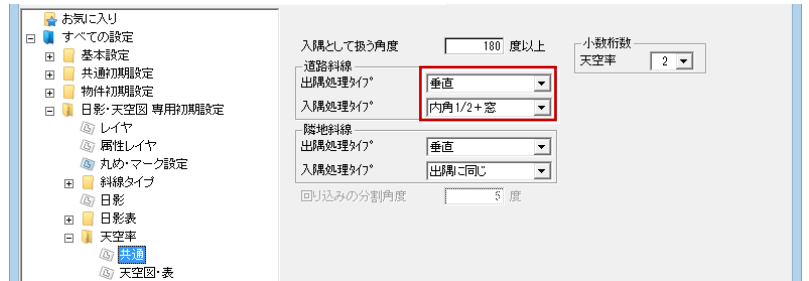 お気に入り
すべての設定
基本設定
共通初期設定
物件初期設定
日影・天空図 専用初期設定
レイヤ
属性レイヤ
丸め・マーク設定
斜線タイプ
日影
日影表
天空率
共通
天空図・表
入隅として扱う角度 180 度以上
道路斜線
出隅処理ﾀｲﾌﾟ 垂直
入隅処理ﾀｲﾌﾟ 内角1/2+窓
隣地斜線
出隅処理ﾀｲﾌﾟ 垂直
入隅処理ﾀｲﾌﾟ 出隅に同じ
回り込みの分割角度 5 度
小数桁数
天空率 2